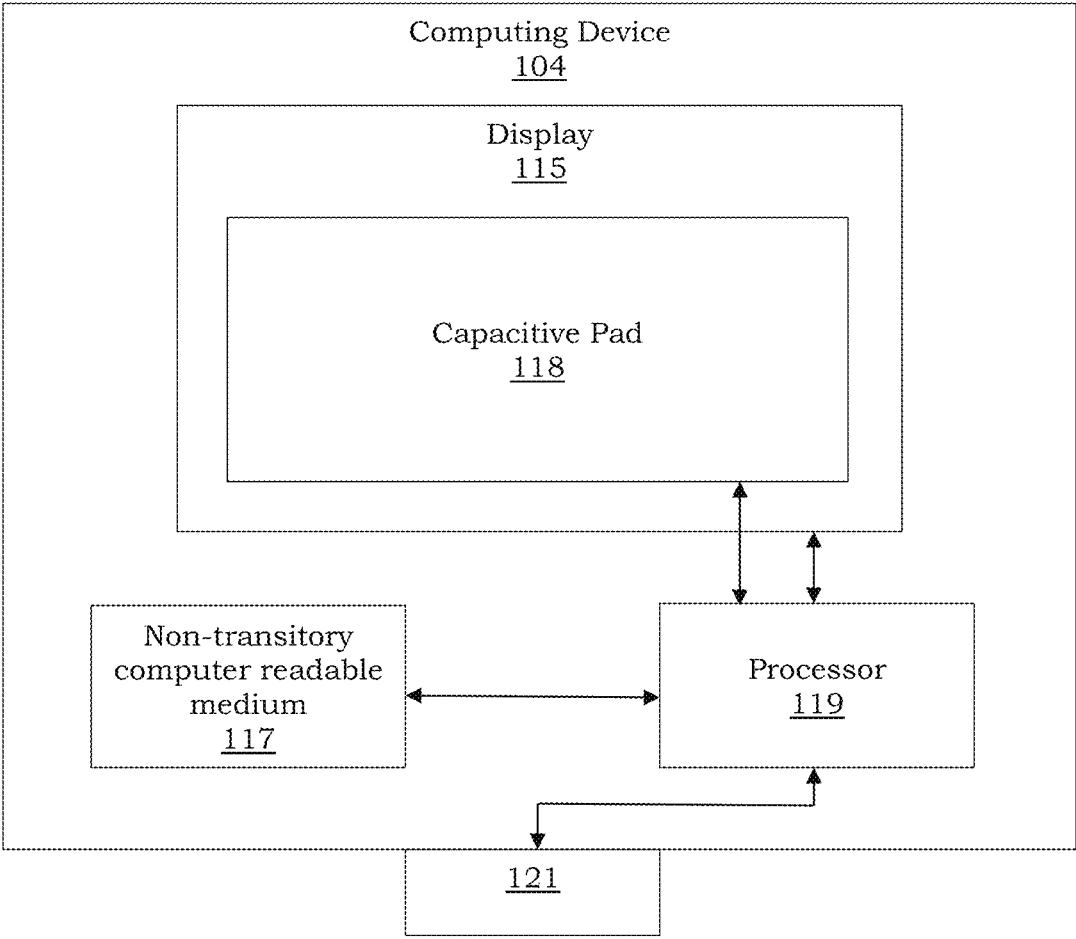 Computing Device
104
Display
115
Capacitive Pad
118
Non-transitory
computer readable
medium
117
Processor
119
121